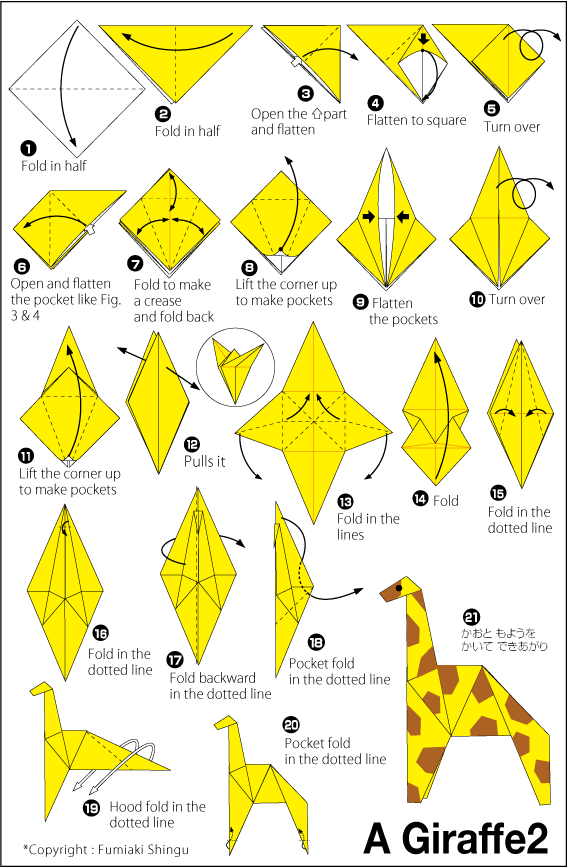 1
Fold in half
2
Fold in half
3
Open the ⇧part
and flatten
4
Flatten to square
5
Turn over
6
Open and flatten
the pocket like Fig.
3 & 4
7
Fold to make
a crease
and fold back
8
Lift the corner up
to make pockets
9 Flatten
the pockets
10 Turn over
11
Lift the corner up
to make pockets
12
Pulls it
13
Fold in the
lines
14 Fold
15
Fold in the
dotted line
16
Fold in the
dotted line
17
Fold backward
in the dotted line
18
Pocket fold
in the dotted line
19 Hood fold in the
dotted line
20
Pocket fold
in the dotted line
21
かおと もようを
かいて できあがり
*Copyright : Fumiaki Shingu
A Giraffe2